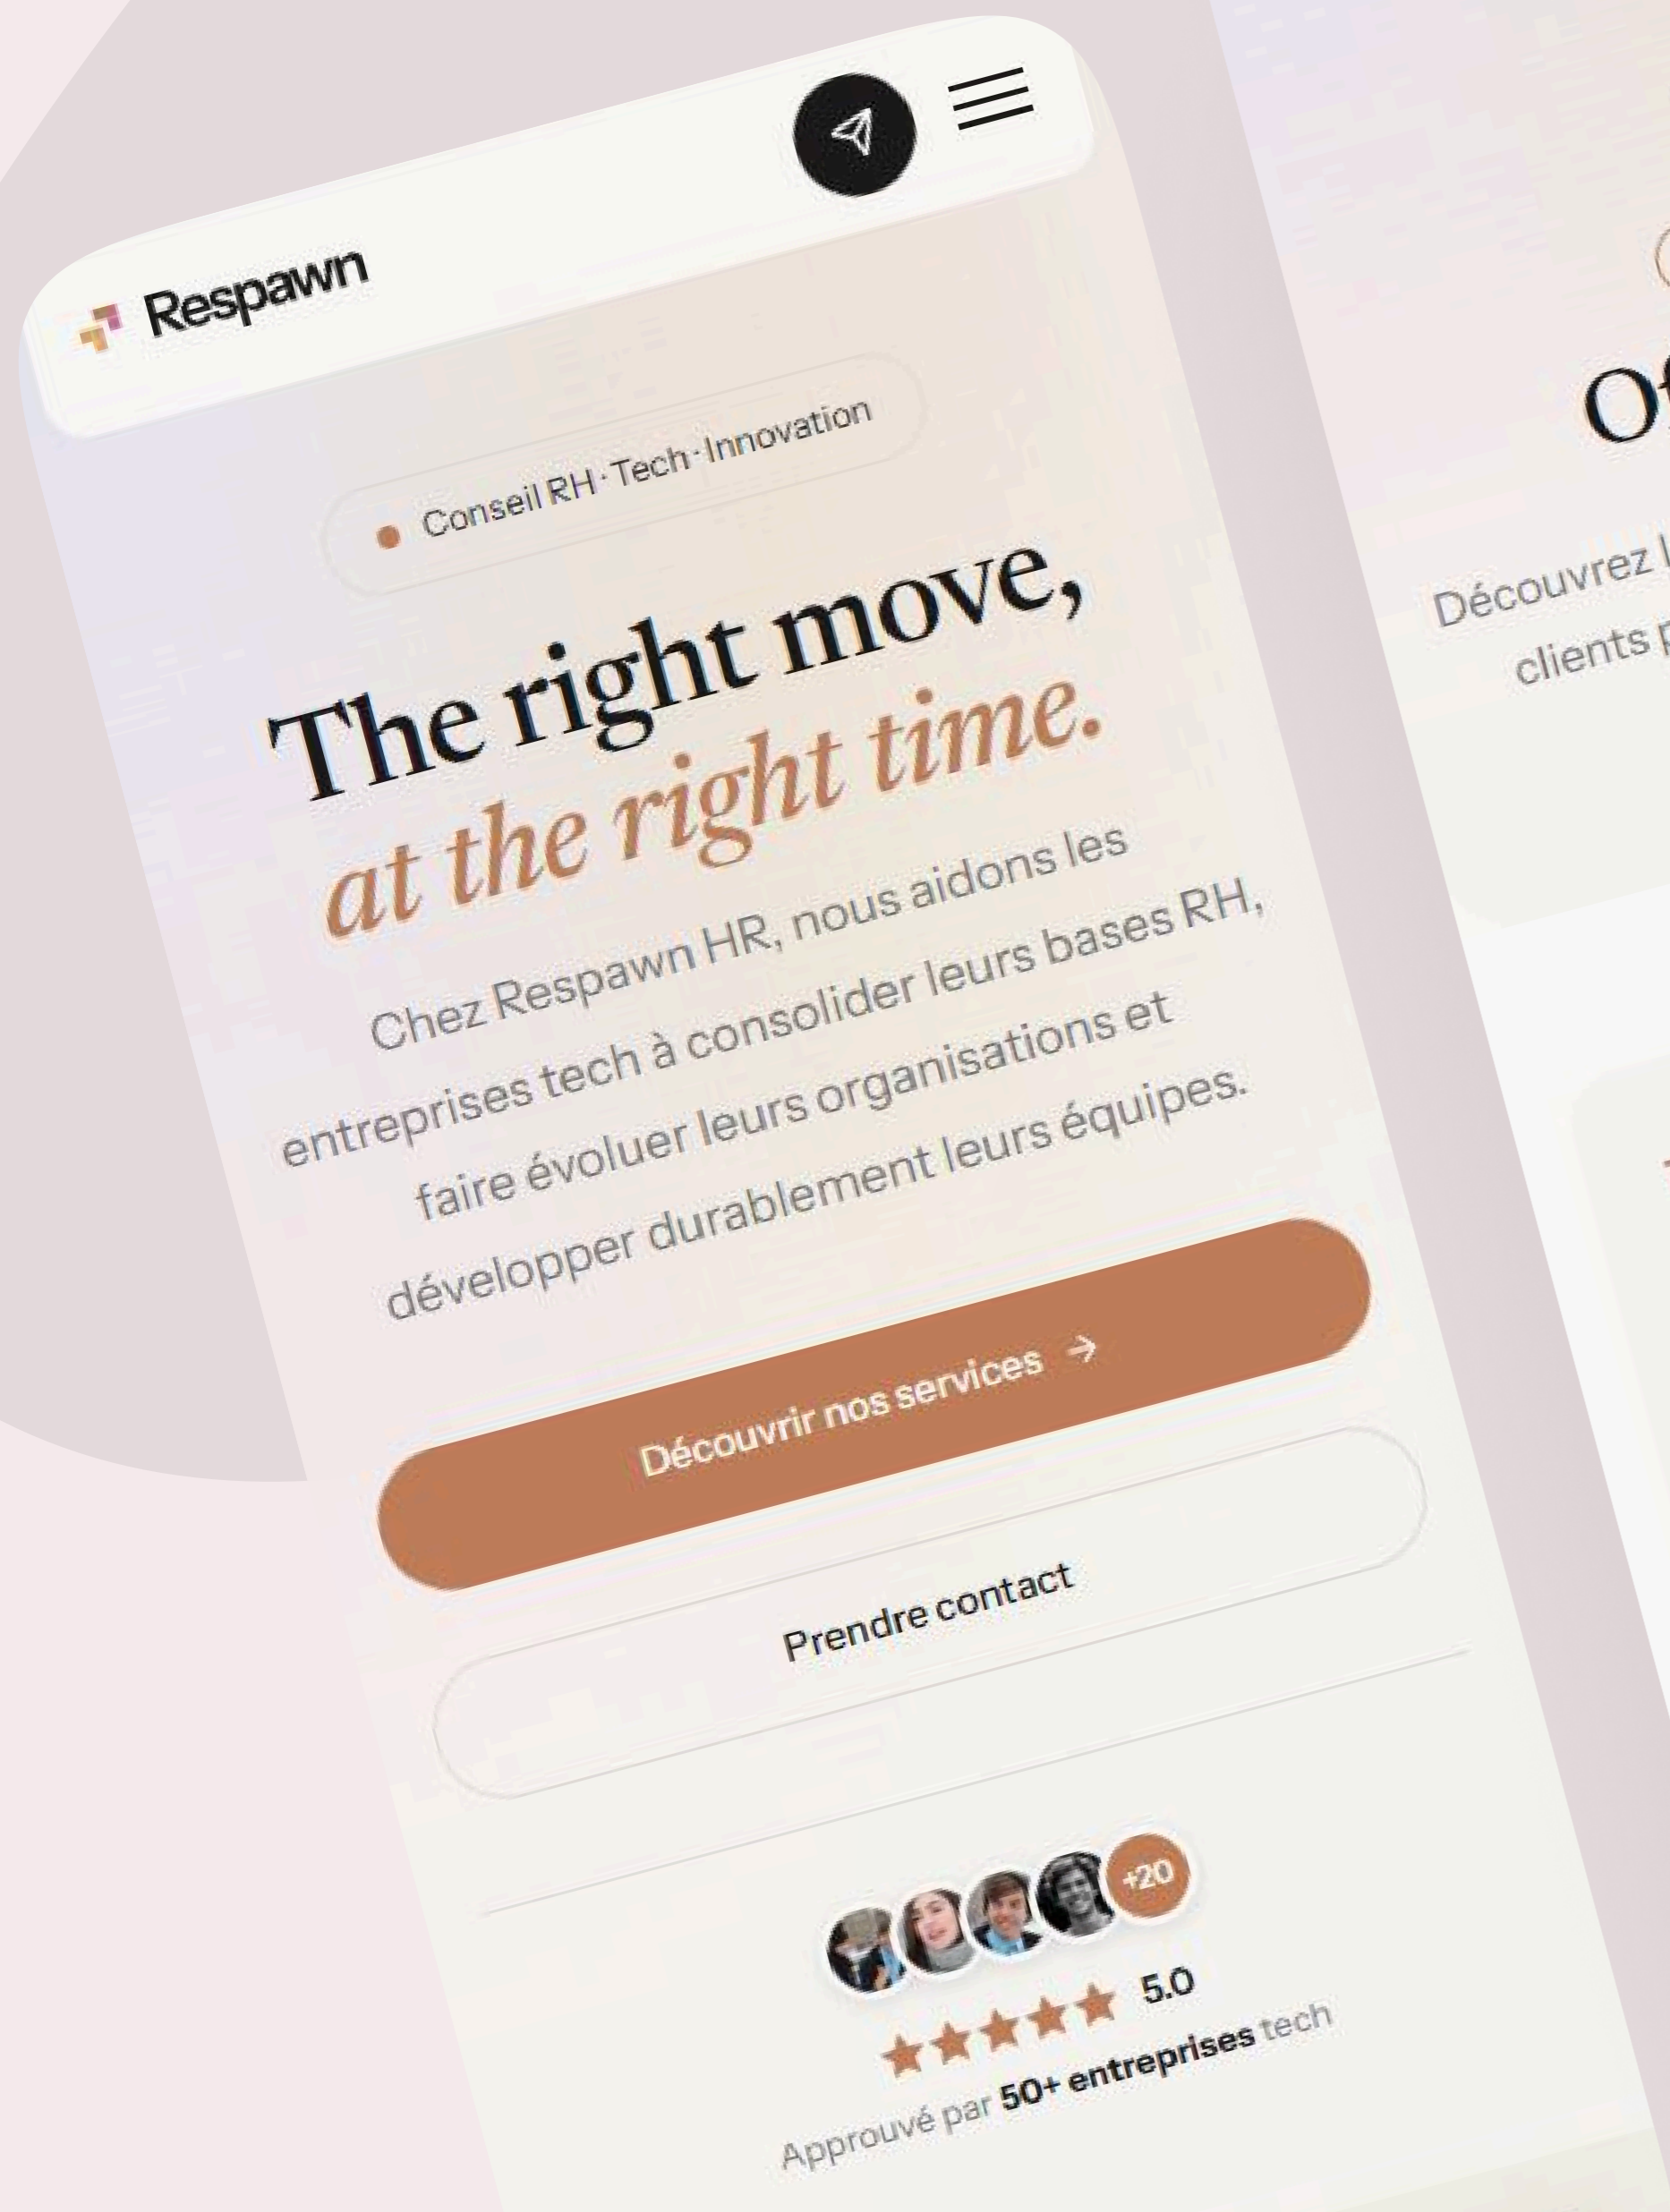 Respawn
Conseil RH · Tech · Innovation
The right move,
at the right time.
Chez Respawn HR, nous aidons les
entreprises tech à consolider leurs bases RH,
faire évoluer leurs organisations et
développer durablement leurs équipes.
Découvrir nos services →
Prendre contact
+20
5.0
Approuvé par 50+ entreprises tech
Découvrez
clients